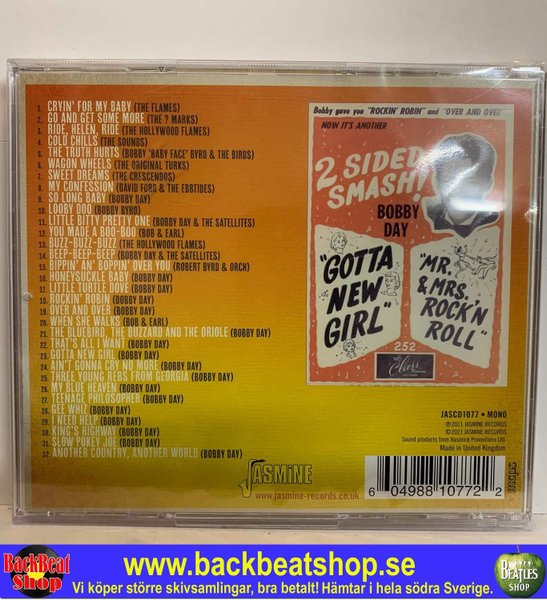 1. CRYIN' FOR MY BABY (THE FLAMES)
2. GO AND GET SOME MORE (THE ? MARKS)
3. RIDE, HELEN, RIDE (THE HOLLYWOOD FLAMES)
4. COLD CHILLS (THE SOUNDS)
5. THE TRUTH HURTS (BOBBY 'BABY FACE' BYRD & THE BIRDS)
6. WAGON WHEELS (THE ORIGINAL TURKS)
7. SWEET DREAMS (THE CRESCENDOS)
8. MY CONFESSION (DAVID FORD & THE EBBTIDES)
9. SO LONG BABY (BOBBY DAY)
10. LOOBY DOO (BOBBY BYRD)
11. LITTLE BITTY PRETTY ONE (BOBBY DAY & THE SATELLITES)
12. YOU MADE A BOO-BOO (BOB & EARL)
13. BUZZ-BUZZ-BUZZ (THE HOLLYWOOD FLAMES)
14. BEEP-BEEP-BEEP (BOBBY DAY & THE SATELLITES)
15. BIPPIN' AN' BOPPIN' OVER YOU (ROBERT BYRD & ORCH)
16. HONEYSUCKLE BABY (BOBBY DAY)
17. LITTLE TURTLE DOVE (BOBBY DAY)
18. ROCKIN' ROBIN (BOBBY DAY)
19. OVER AND OVER (BOBBY DAY)
20. WHEN SHE WALKS (BOB & EARL)
21. THE BLUEBIRD, THE BUZZARD AND THE ORIOLE (BOBBY DAY)
22. THAT'S ALL I WANT (BOBBY DAY)
23. GOTTA NEW GIRL (BOBBY DAY)
24. AIN'T GONNA CRY NO MORE (BOBBY DAY)
25. THREE YOUNG REBS FROM GEORGIA (BOBBY DAY)
26. MY BLUE HEAVEN (BOBBY DAY)
27. TEENAGE PHILOSOPHER (BOBBY DAY)
28. GEE WHIZ (BOBBY DAY)
29. I NEED HELP (BOBBY DAY)
30. KING'S HIGHWAY (BOBBY DAY)
31. SLOW POKEY JOE (BOBBY DAY)
32. ANOTHER COUNTRY, ANOTHER WORLD (BOBBY DAY)
Bobby gave you "ROCKIN' ROBIN" and "OVER AND OVER"
NOW IT'S ANOTHER
2 SIDED
SMASH!
BOBBY
DAY
"GOTTA
NEW
GIRL"
"MR.
& MRS.
ROCK'N
ROLL"
252
Class
JASCD1077 • MONO
℗ 2021 JASMINE RECORDS
© 2021 JASMINE RECORDS
Sound products from Hasmick Promotions Ltd.
Made in United Kingdom
JASMINE
www.jasmine-records.co.uk
6 04988 10772 2
BackBeat
Shop
www.backbeatshop.se
Vi köper större skivsamlingar, bra betalt! Hämtar i hela södra Sverige.
THE
BEATLES
SHOP